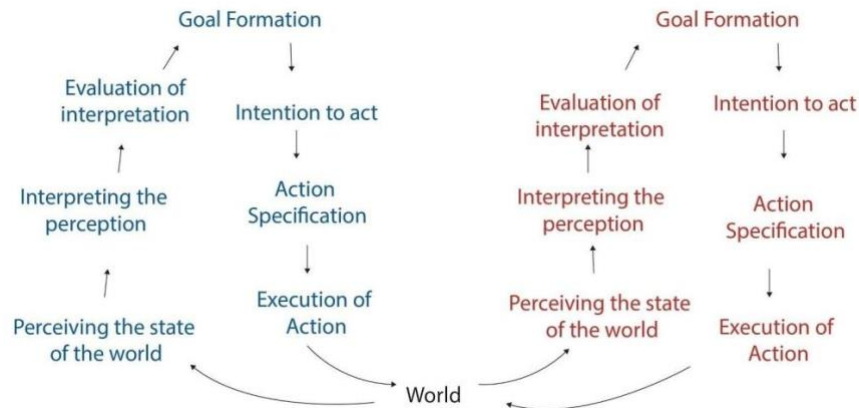 Goal Formation
Evaluation of
interpretation
Intention to act
Interpreting the
perception
Action
Specification
Perceiving the state
of the world
Execution of
Action
World
Goal Formation
Evaluation of
interpretation
Intention to act
Interpreting the
perception
Action
Specification
Perceiving the state
of the world
Execution of
Action